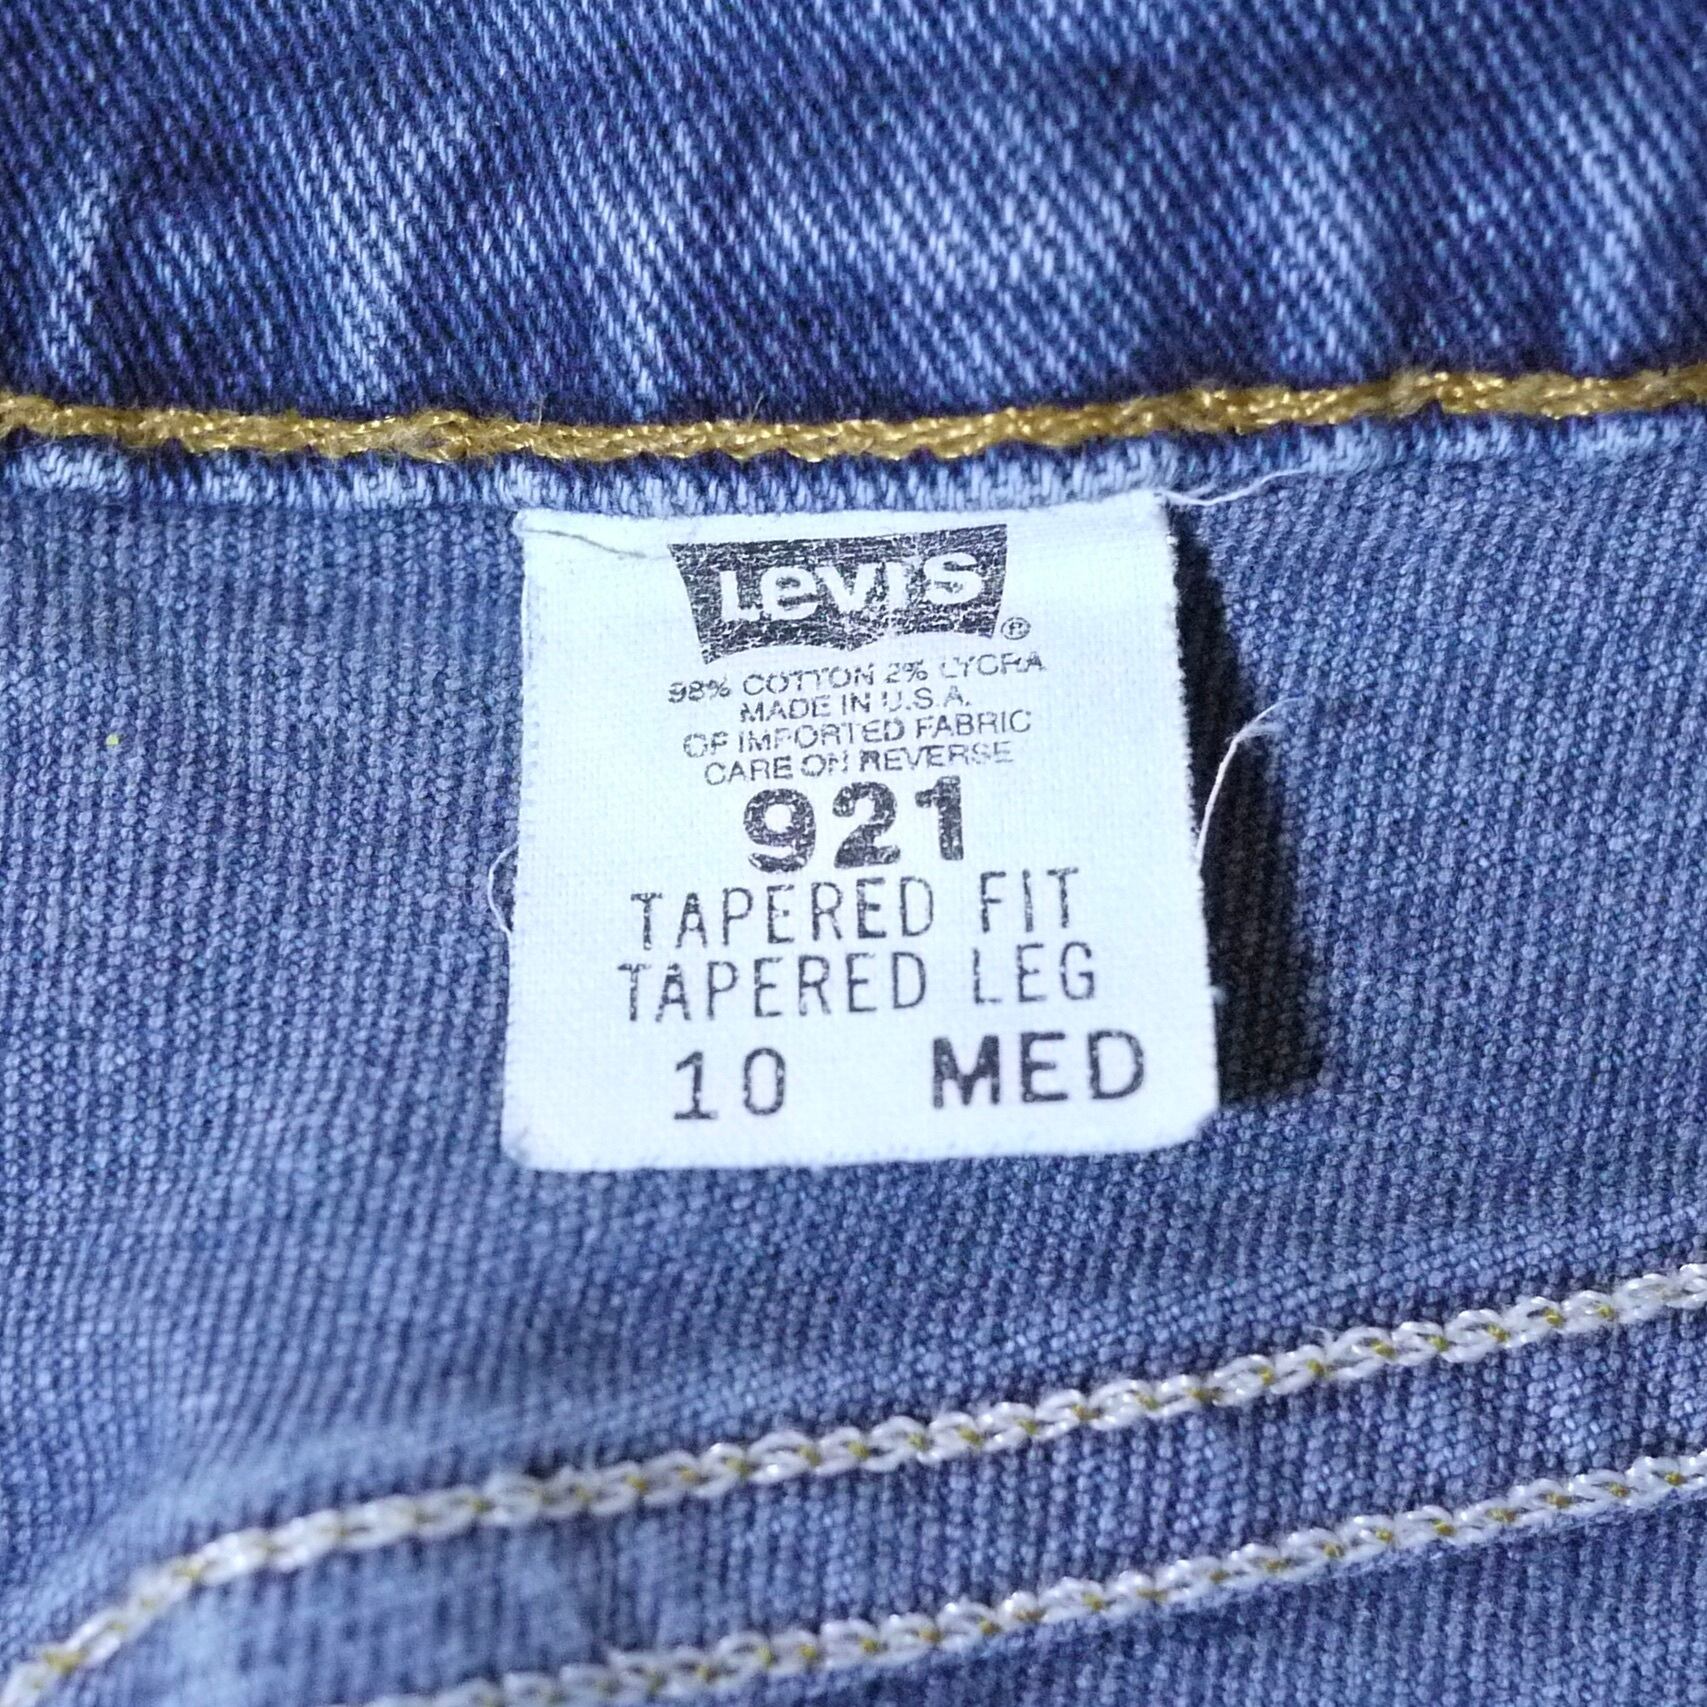 Levi's ®
98% COTTON 2% LYCRA
MADE IN U.S.A.
OF IMPORTED FABRIC
CARE ON REVERSE
921
TAPERED FIT
TAPERED LEG
10 MED